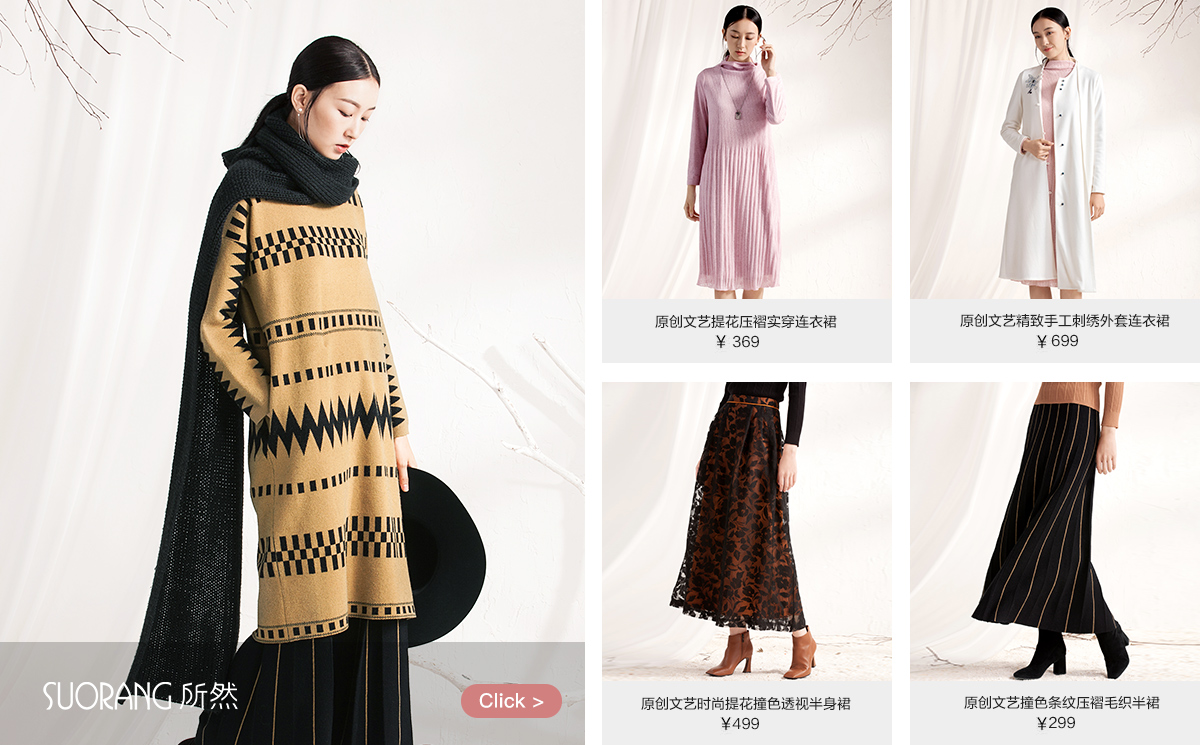 SUORANG 所然
Click >
原创文艺提花压褶实穿连衣裙
¥ 369
原创文艺精致手工刺绣外套连衣裙
¥ 699
原创文艺时尚提花撞色透视半身裙
¥499
原创文艺撞色条纹压褶毛织半裙
¥299